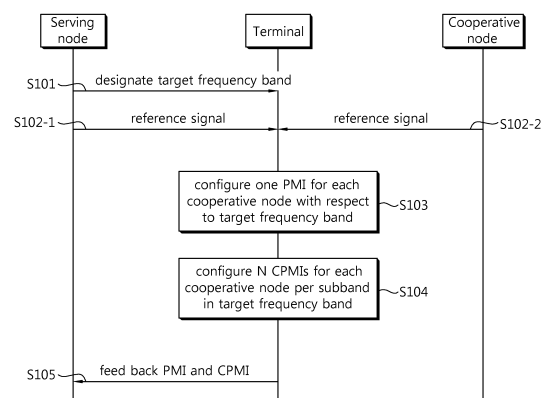 Serving
node
Terminal
Cooperative
node
S101
designate target frequency band
S102-1
reference signal
reference signal
S102-2
configure one PMI for each
cooperative node with respect
to target frequency band
S103
configure N CPMIs for each
cooperative node per subband
in target frequency band
S104
S105
feed back PMI and CPMI